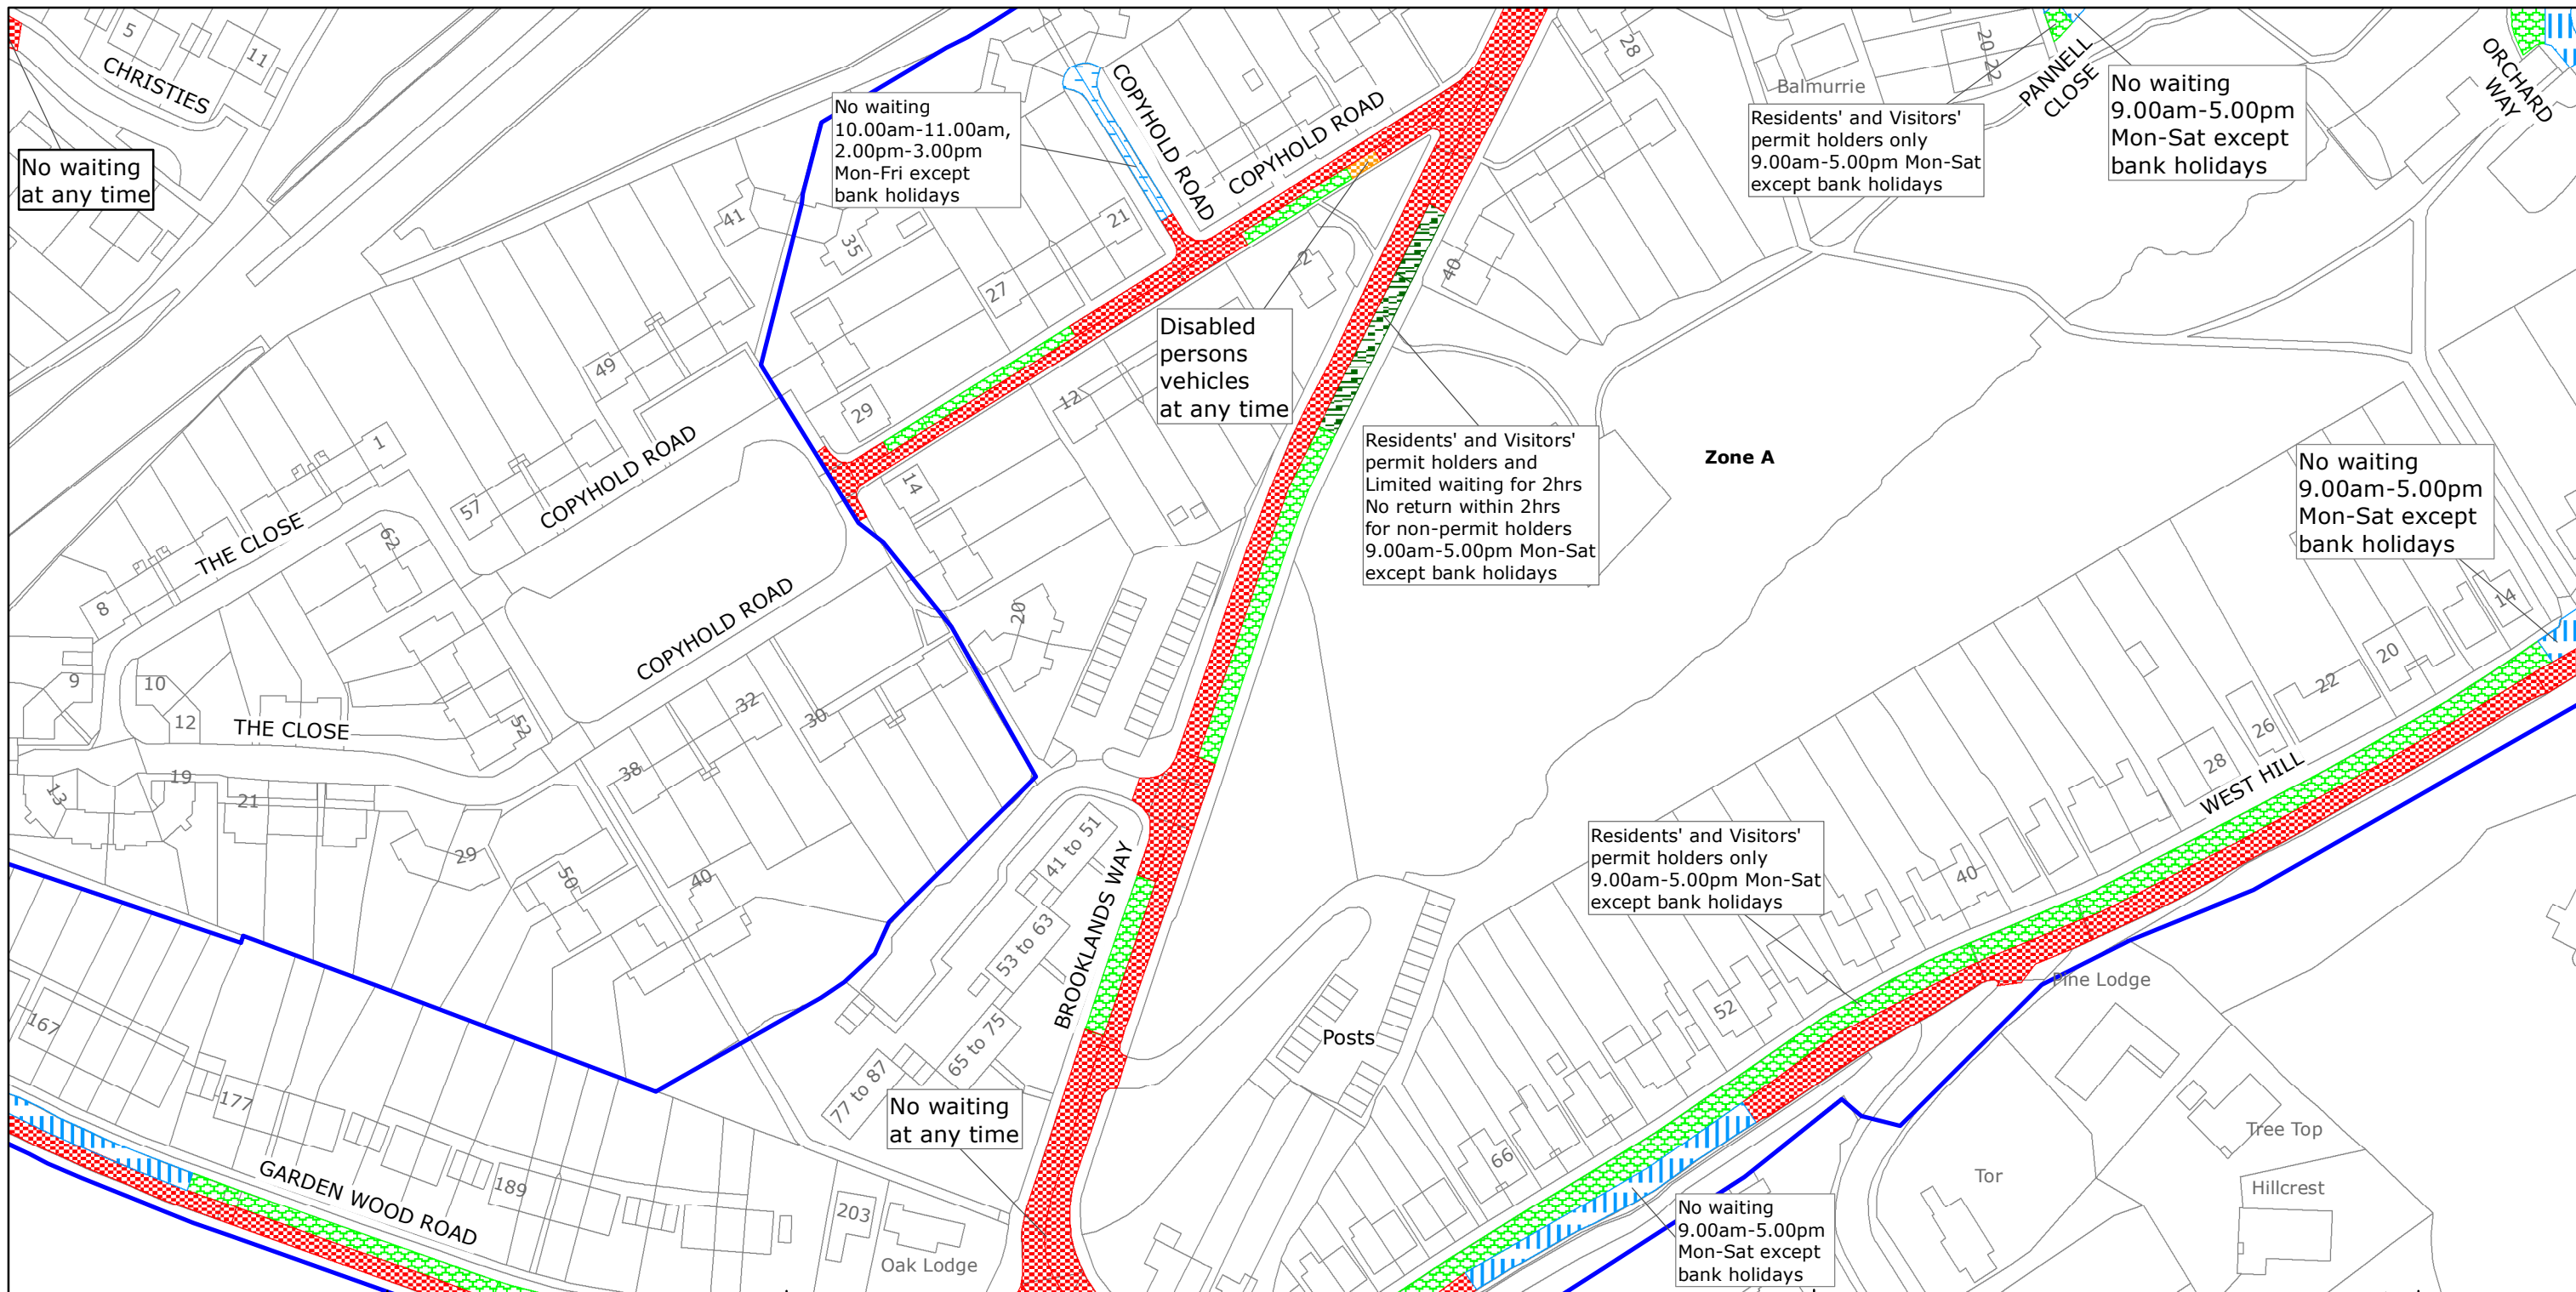 5
11
CHRISTIES
No waiting
at any time
No waiting
10.00am-11.00am,
2.00pm-3.00pm
Mon-Fri except
bank holidays
COPYHOLD ROAD
COPYHOLD ROAD
28
Balmurrie
20
22
PANNELL
CLOSE
ORCHARD
WAY
Residents' and Visitors'
permit holders only
9.00am-5.00pm Mon-Sat
except bank holidays
No waiting
9.00am-5.00pm
Mon-Sat except
bank holidays
41
35
21
27
2
40
Disabled
persons
vehicles
at any time
49
29
12
1
57
COPYHOLD ROAD
14
Residents' and Visitors'
permit holders and
Limited waiting for 2hrs
No return within 2hrs
for non-permit holders
9.00am-5.00pm Mon-Sat
except bank holidays
Zone A
No waiting
9.00am-5.00pm
Mon-Sat except
bank holidays
THE CLOSE
62
8
COPYHOLD ROAD
20
14
9
10
12
THE CLOSE
52
32
30
38
20
22
26
28
WEST HILL
13
19
21
29
50
40
41 to 51
53 to 63
65 to 75
77 to 87
BROOKLANDS WAY
Residents' and Visitors'
permit holders only
9.00am-5.00pm Mon-Sat
except bank holidays
40
52
Pine Lodge
Posts
167
177
189
GARDEN WOOD ROAD
203
Oak Lodge
No waiting
at any time
66
Tor
Tree Top
Hillcrest
No waiting
9.00am-5.00pm
Mon-Sat except
bank holidays